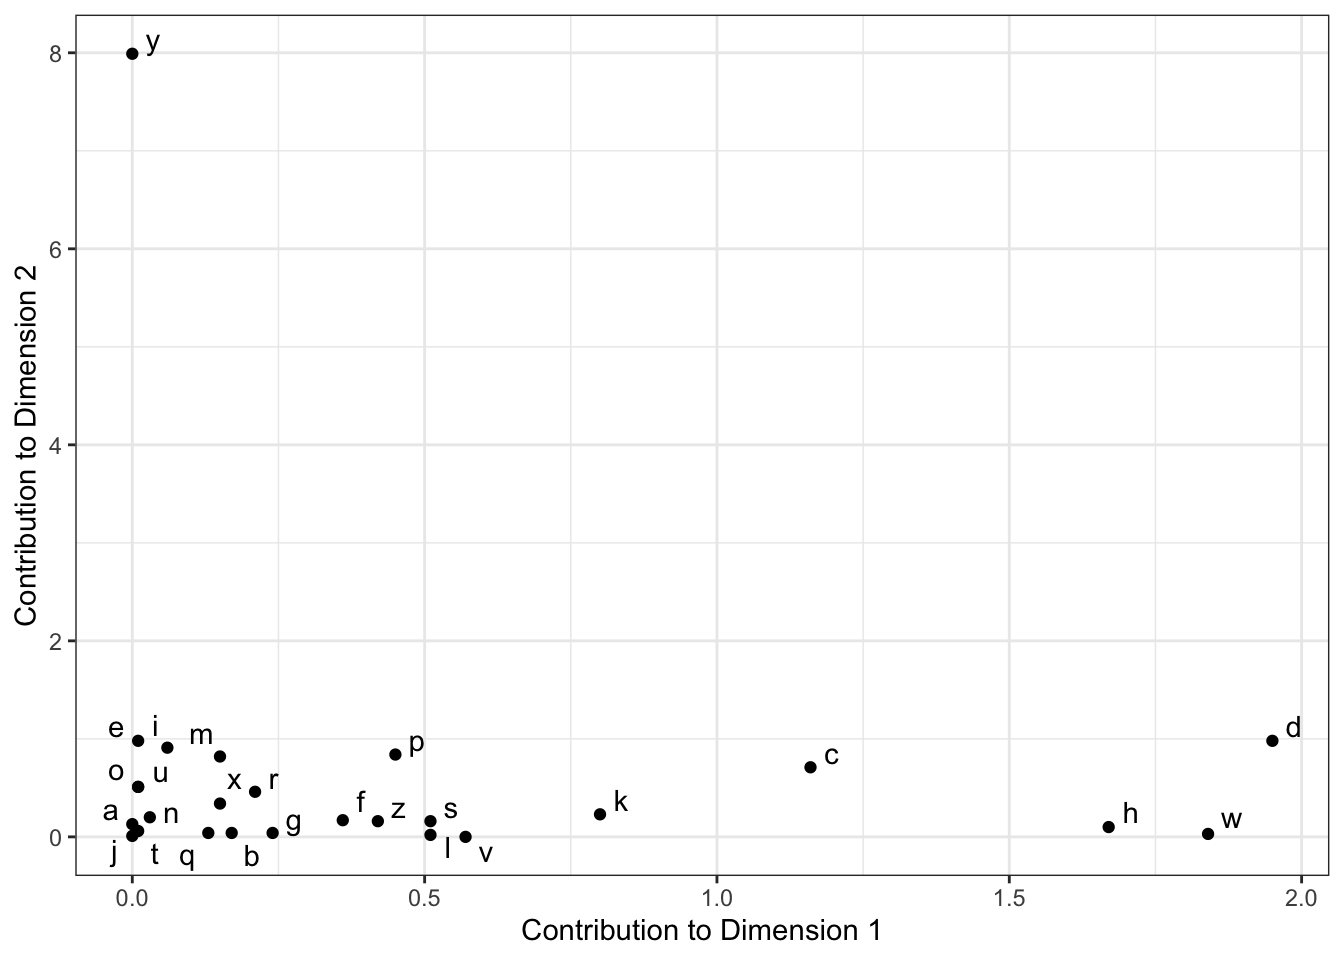 y
8
6
4
2
0
Contribution to Dimension 2
e i m p c d
o u x r
a n g f z s k h w
j t q b l v
0.0 0.5 1.0 1.5 2.0
Contribution to Dimension 1